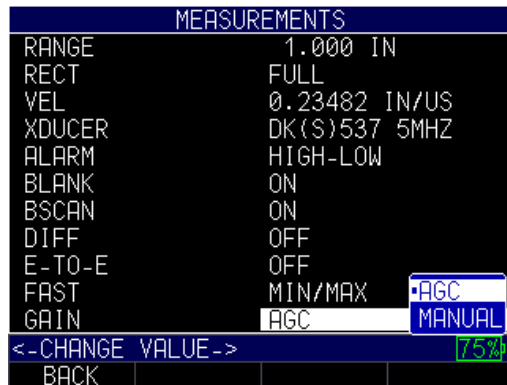 MEASUREMENTS
RANGE 1.000 IN
RECT FULL
VEL 0.23482 IN/US
XDUCER DK(S)537 5MHZ
ALARM HIGH-LOW
BLANK ON
BSCAN ON
DIFF OFF
E-TO-E OFF
FAST MIN/MAX •AGC
GAIN AGC MANUAL
<-CHANGE VALUE-> 75%
BACK